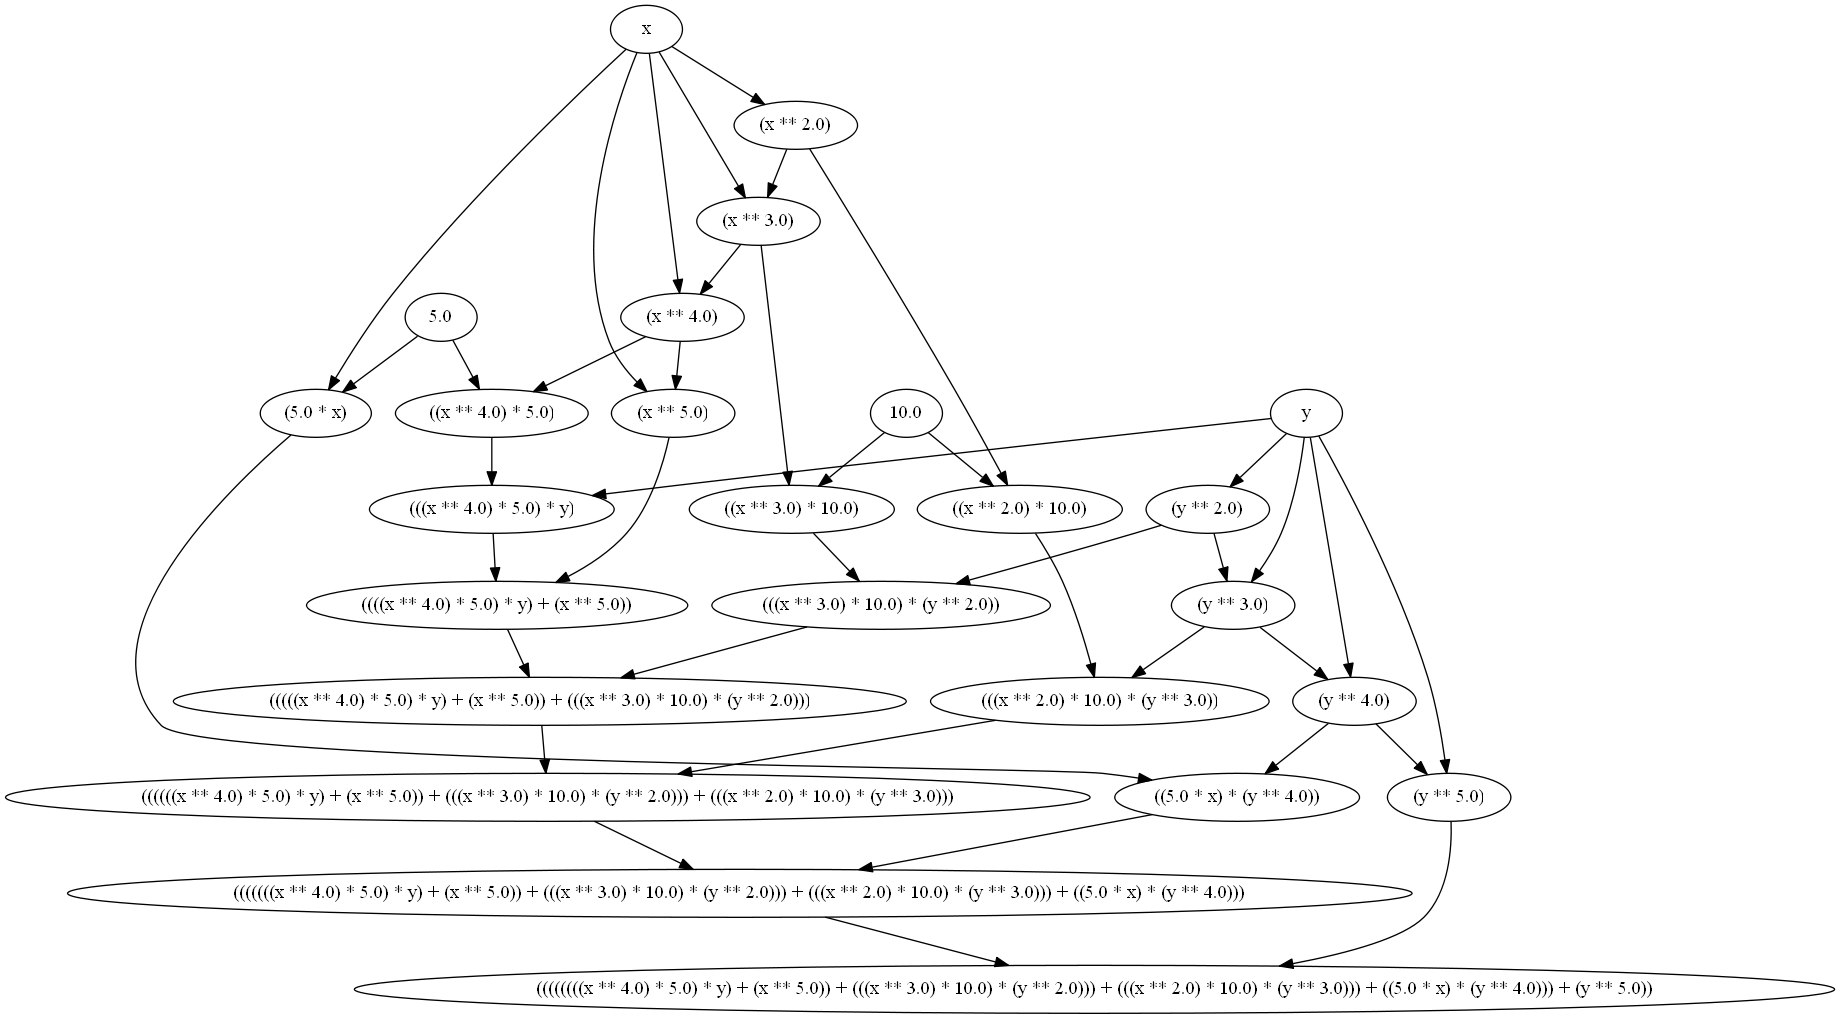 x
(x ** 2.0)
(x ** 3.0)
5.0
(x ** 4.0)
(5.0 * x)
((x ** 4.0) * 5.0)
(x ** 5.0)
10.0
y
(((x ** 4.0) * 5.0) * y)
((x ** 3.0) * 10.0)
((x ** 2.0) * 10.0)
(y ** 2.0)
((((x ** 4.0) * 5.0) * y) + (x ** 5.0))
(((x ** 3.0) * 10.0) * (y ** 2.0))
(y ** 3.0)
(((((x ** 4.0) * 5.0) * y) + (x ** 5.0)) + (((x ** 3.0) * 10.0) * (y ** 2.0)))
(((x ** 2.0) * 10.0) * (y ** 3.0))
(y ** 4.0)
((((((x ** 4.0) * 5.0) * y) + (x ** 5.0)) + (((x ** 3.0) * 10.0) * (y ** 2.0))) + (((x ** 2.0) * 10.0) * (y ** 3.0)))
((5.0 * x) * (y ** 4.0))
(y ** 5.0)
(((((((x ** 4.0) * 5.0) * y) + (x ** 5.0)) + (((x ** 3.0) * 10.0) * (y ** 2.0))) + (((x ** 2.0) * 10.0) * (y ** 3.0))) + ((5.0 * x) * (y ** 4.0)))
((((((((x ** 4.0) * 5.0) * y) + (x ** 5.0)) + (((x ** 3.0) * 10.0) * (y ** 2.0))) + (((x ** 2.0) * 10.0) * (y ** 3.0))) + ((5.0 * x) * (y ** 4.0))) + (y ** 5.0))